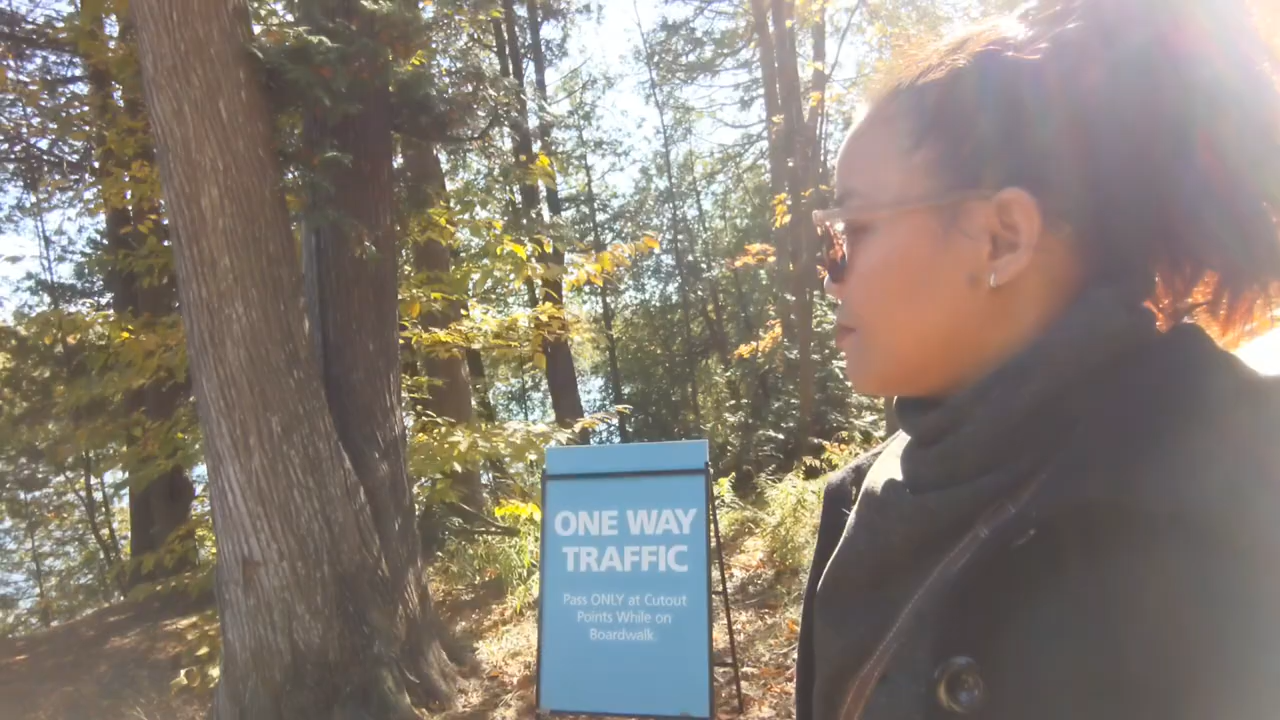 ONE WAY
TRAFFIC
Pass ONLY at Cutout
Points While on
Boardwalk